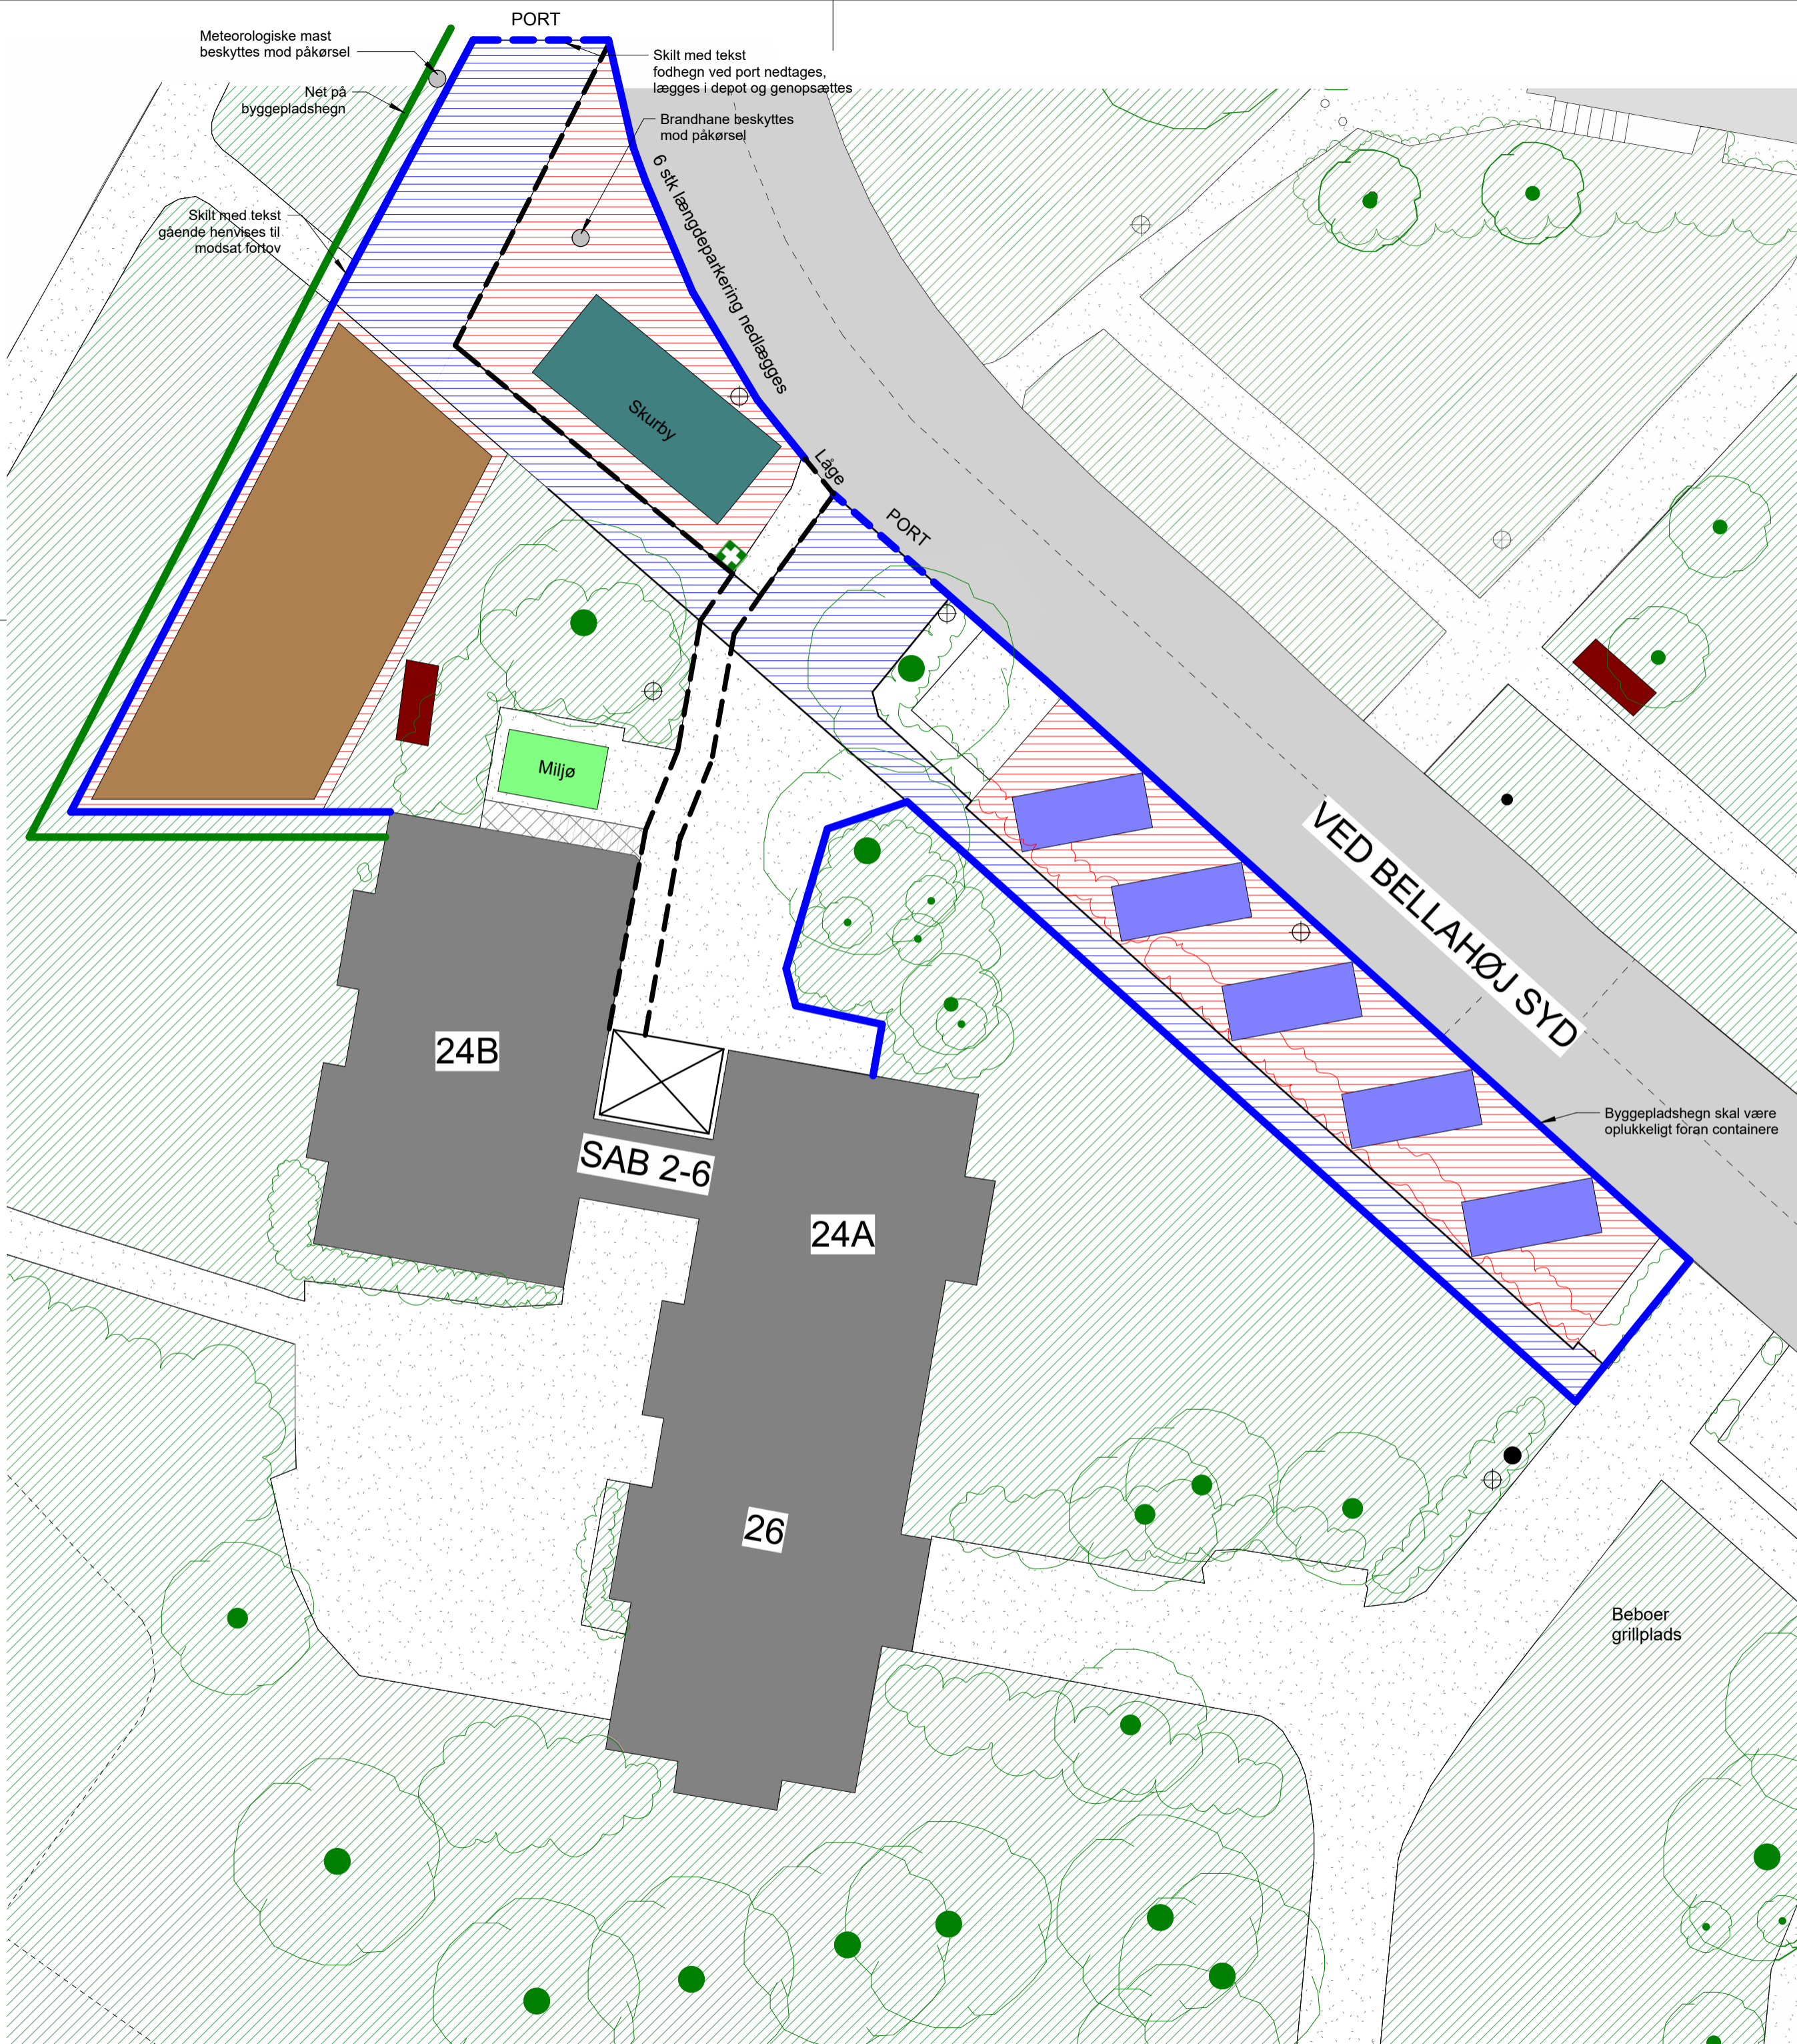 PORT
Meteorologiske mast
beskyttes mod påkørsel
Skilt med tekst
fodhegn ved port nedtages,
lægges i depot og genopsættes
Net på
byggepladshegn
Brandhane beskyttes
mod påkørsel
6 stk længdeparkering nedlægges
Skilt med tekst
gående henvises til
modsat fortov
Skurby
Låge
PORT
Miljø
VED BELLAHØJ SYD
24B
Byggepladshegn skal være
oplukkeligt foran containere
SAB 2-6
24A
26
Beboer
grillplads